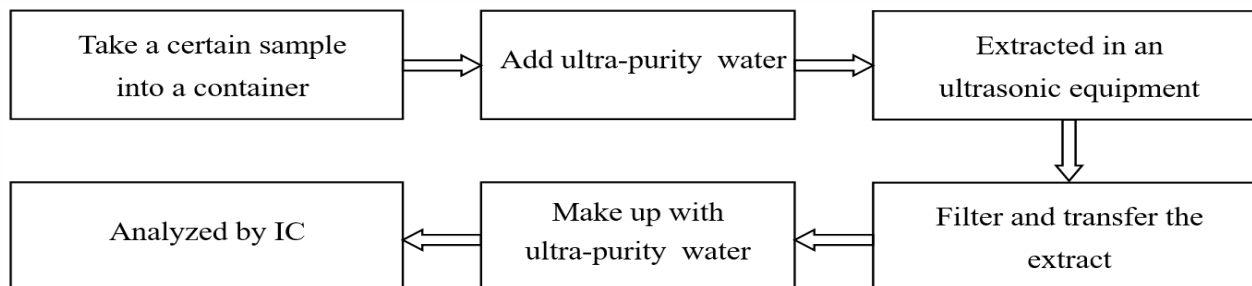 Take a certain sample
into a container
Add ultra-purity water
Extracted in an
ultrasonic equipment
Filter and transfer the
extract
Make up with
ultra-purity water
Analyzed by IC